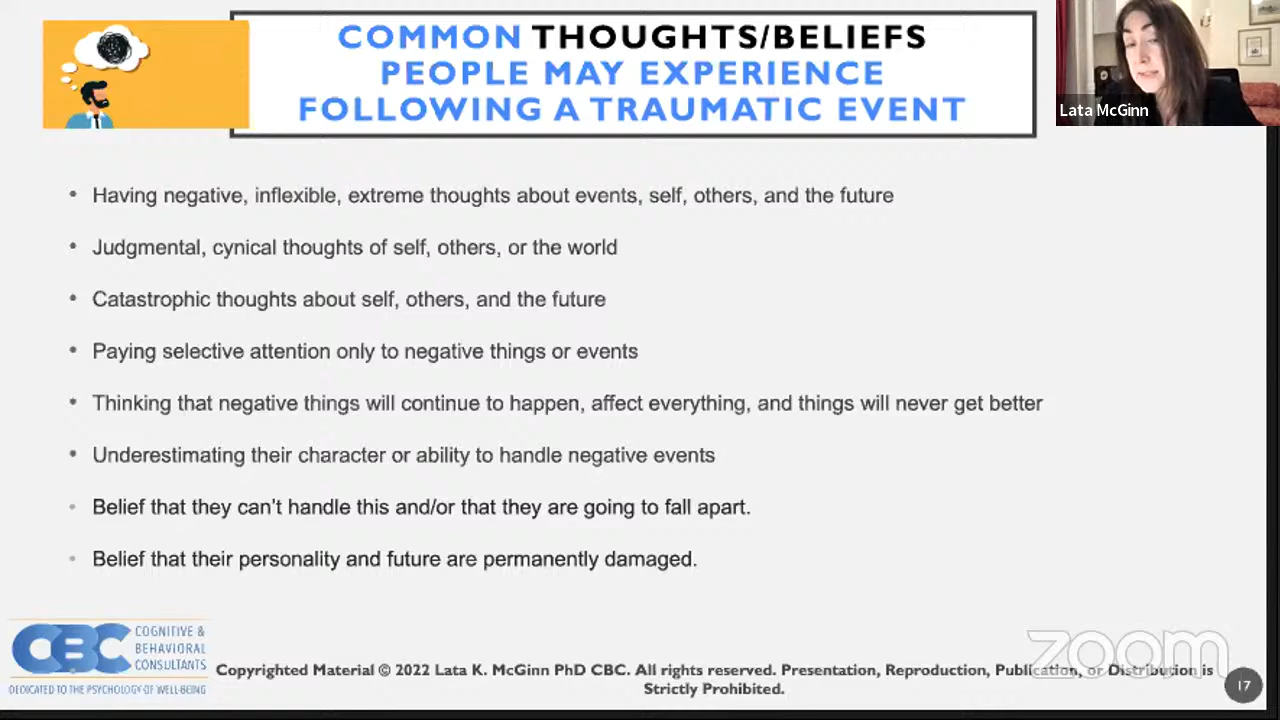 COMMON THOUGHTS/BELIEFS
PEOPLE MAY EXPERIENCE
FOLLOWING A TRAUMATIC EVENT
Lata McGinn
• Having negative, inflexible, extreme thoughts about events, self, others, and the future
• Judgmental, cynical thoughts of self, others, or the world
• Catastrophic thoughts about self, others, and the future
• Paying selective attention only to negative things or events
• Thinking that negative things will continue to happen, affect everything, and things will never get better
• Underestimating their character or ability to handle negative events
• Belief that they can't handle this and/or that they are going to fall apart.
• Belief that their personality and future are permanently damaged.
CBC
COGNITIVE &
BEHAVIORAL
CONSULTANTS
DEDICATED TO THE PSYCHOLOGY OF WELL-BEING
Copyrighted Material © 2022 Lata K. McGinn PhD CBC. All rights reserved. Presentation, Reproduction, Publication, or Distribution is
Strictly Prohibited.
zoom
17